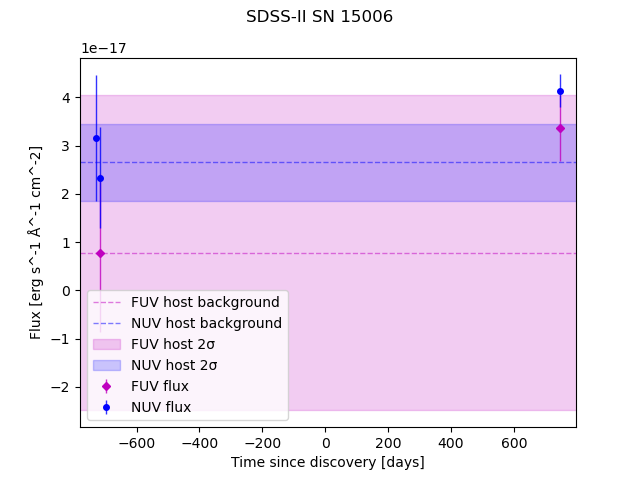 SDSS-II SN 15006
1e−17
4
3
2
1
0
−1
−2
Flux [erg s^-1 Å^-1 cm^-2]
FUV host background
NUV host background
FUV host 2σ
NUV host 2σ
FUV flux
NUV flux
−600 −400 −200 0 200 400 600
Time since discovery [days]